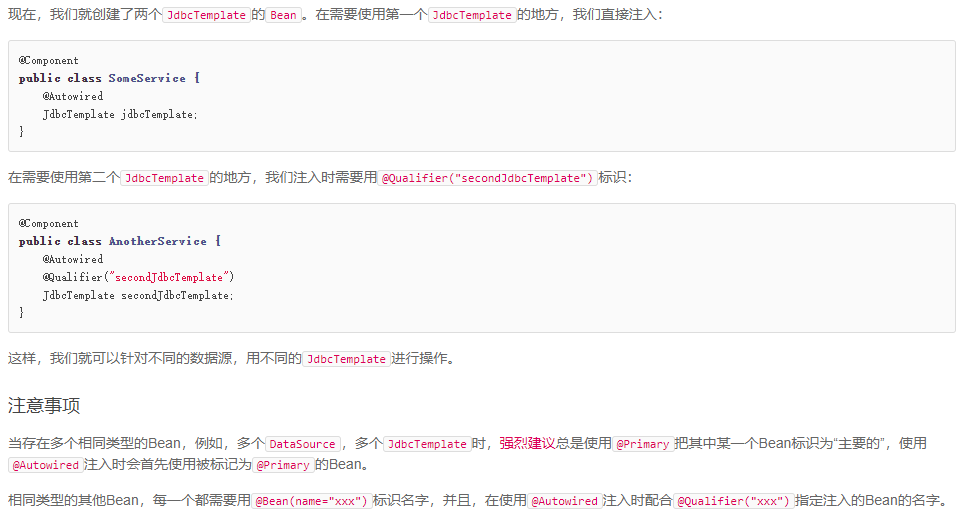 现在，我们就创建了两个JdbcTemplate的Bean。在需要使用第一个JdbcTemplate的地方，我们直接注入：
@Component
public class SomeService {
    @Autowired
    JdbcTemplate jdbcTemplate;
}
在需要使用第二个JdbcTemplate的地方，我们注入时需要用@Qualifier("secondJdbcTemplate")标识：
@Component
public class AnotherService {
    @Autowired
    @Qualifier("secondJdbcTemplate")
    JdbcTemplate secondJdbcTemplate;
}
这样，我们就可以针对不同的数据源，用不同的JdbcTemplate进行操作。
注意事项
当存在多个相同类型的Bean，例如，多个DataSource，多个JdbcTemplate时，强烈建议总是使用@Primary把其中某一个Bean标识为“主要的”，使用
@Autowired注入时会首先使用被标记为@Primary的Bean。
相同类型的其他Bean，每一个都需要用@Bean(name="xxx")标识名字，并且，在使用@Autowired注入时配合@Qualifier("xxx")指定注入的Bean的名字。